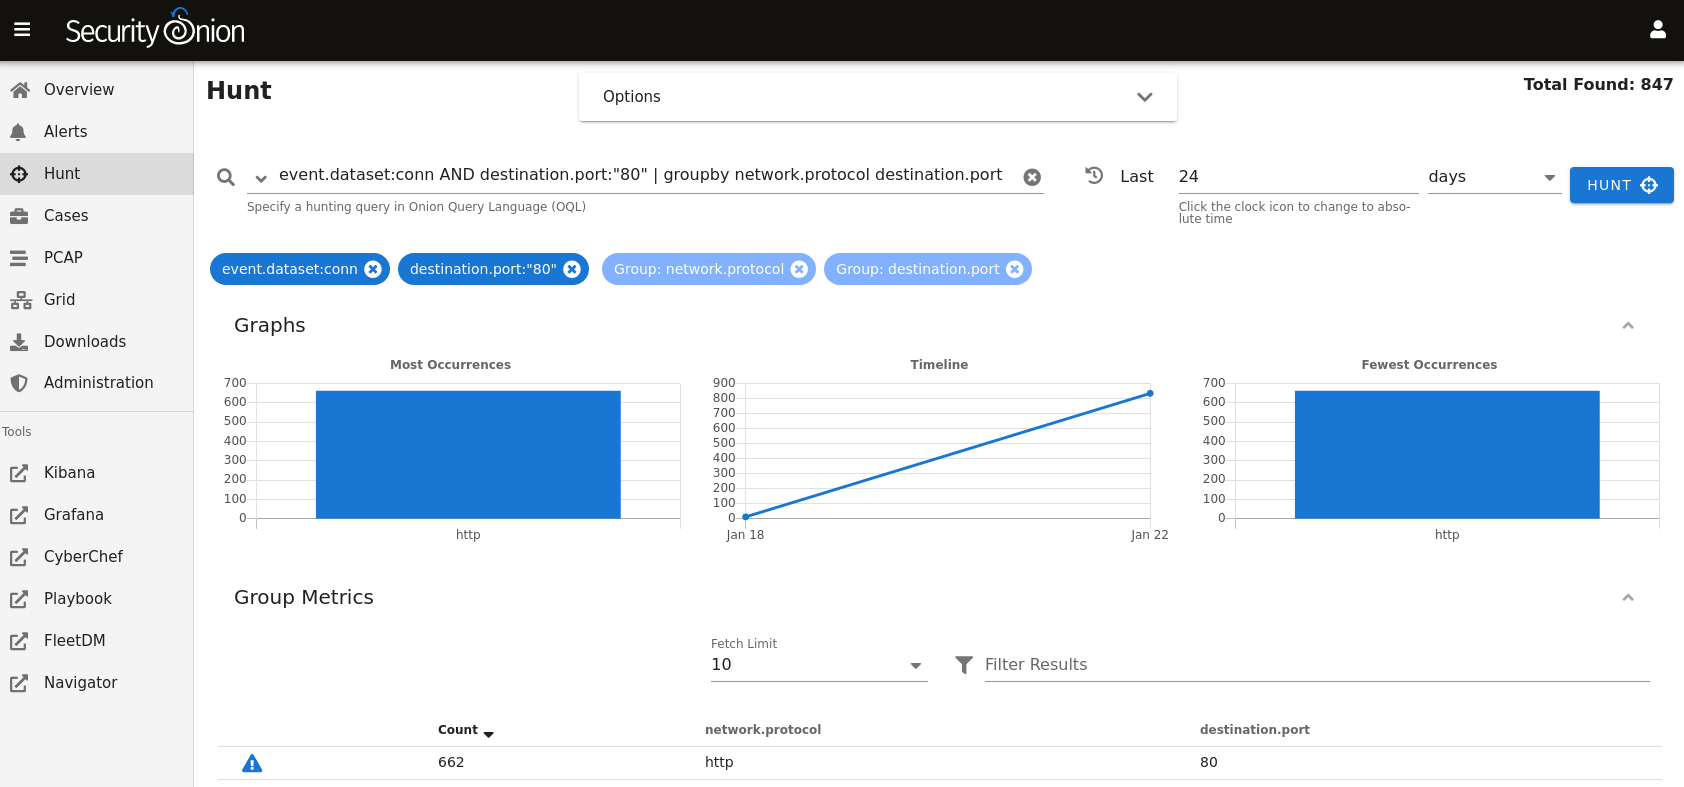 Security Onion
Overview
Alerts
Hunt
Cases
PCAP
Grid
Downloads
Administration
Tools
Kibana
Grafana
CyberChef
Playbook
FleetDM
Navigator
Hunt
Options
Total Found: 847
event.dataset:conn AND destination.port:"80" | groupby network.protocol destination.port
Specify a hunting query in Onion Query Language (OQL)
Last
24
days
HUNT
Click the clock icon to change to abso-
lute time
event.dataset:conn
destination.port:"80"
Group: network.protocol
Group: destination.port
Graphs
Most Occurrences
700
600
500
400
300
200
100
0
http
Timeline
900
800
700
600
500
400
300
200
100
0
Jan 18
Jan 22
Fewest Occurrences
700
600
500
400
300
200
100
0
http
Group Metrics
Fetch Limit
10
Filter Results
Count network.protocol destination.port
662 http 80